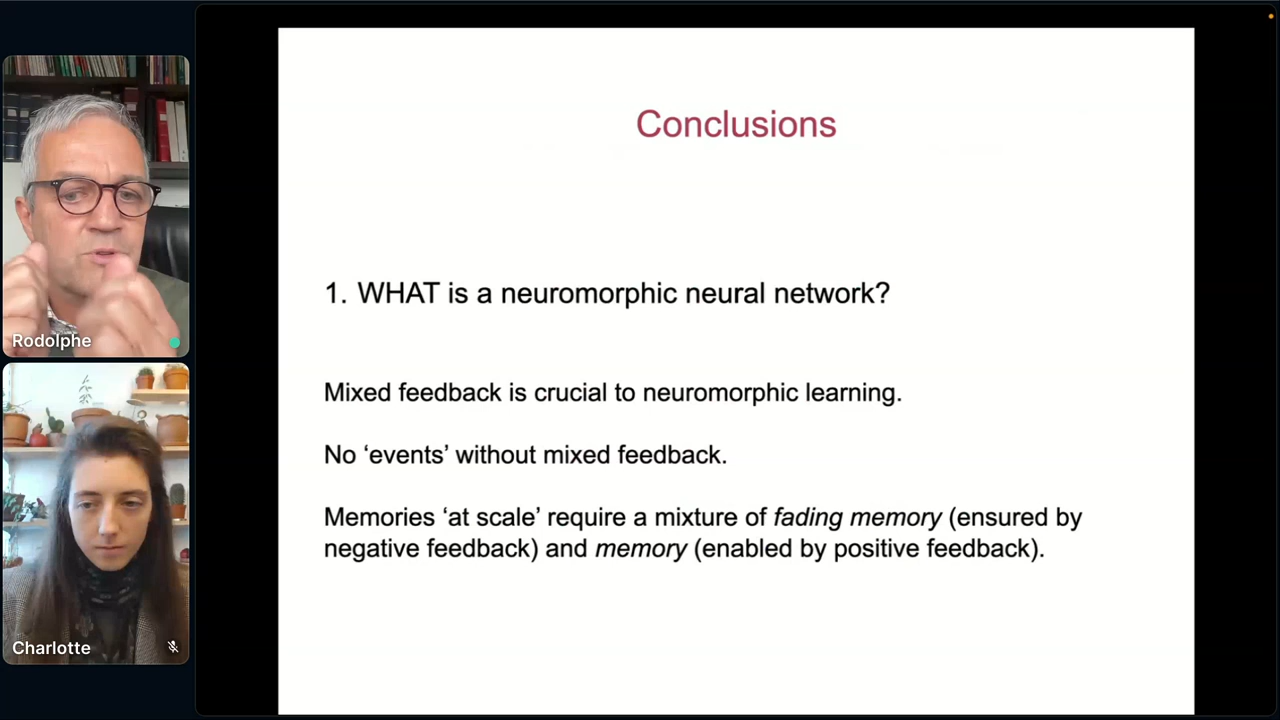 Conclusions
1. WHAT is a neuromorphic neural network?
Mixed feedback is crucial to neuromorphic learning.
No ‘events’ without mixed feedback.
Memories ‘at scale’ require a mixture of fading memory (ensured by
negative feedback) and memory (enabled by positive feedback).
Rodolphe
Charlotte